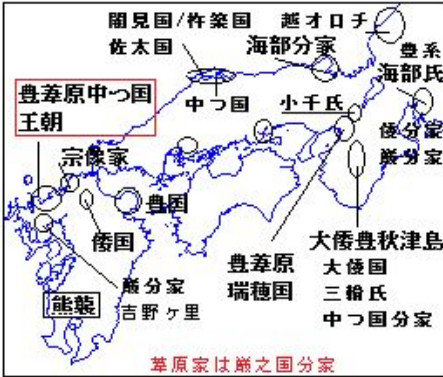 闇見国/杵築国
佐太国
越オロチ
海部分家
豊系
海部氏
豊葦原中つ国
王朝
中つ国
小千氏
倭分家
巌分家
宗像家
豊国
倭国
豊葦原
瑞穂国
大倭豊秋津島
大倭国
三輪氏
中つ国分家
巌分家
吉野ヶ里
熊襲
葦原家は巌之国分家